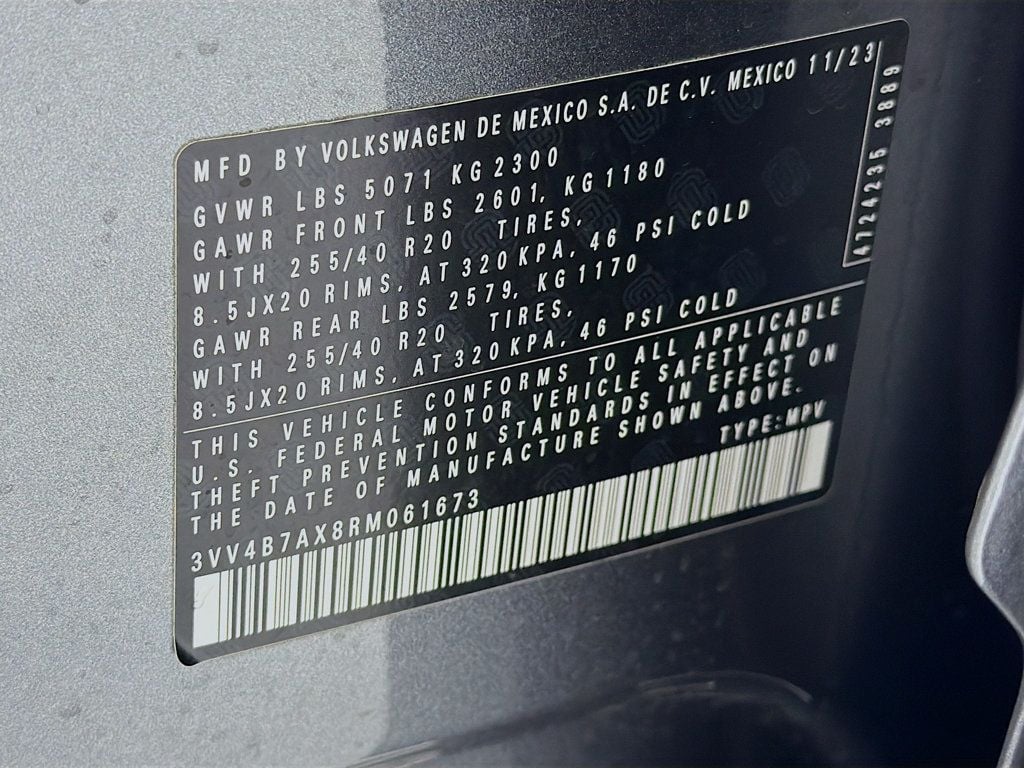 MFD BY VOLKSWAGEN DE MEXICO S.A. DE C.V. MEXICO 11/23
GVWR LBS 5071 KG 2300
GAWR FRONT LBS 2601, KG 1180
WITH 255/40 R20 TIRES,
8.5JX20 RIMS, AT 320 KPA, 46 PSI COLD
GAWR REAR LBS 2579, KG 1170
WITH 255/40 R20 TIRES,
8.5JX20 RIMS, AT 320 KPA, 46 PSI COLD
THIS VEHICLE CONFORMS TO ALL APPLICABLE
U.S. FEDERAL MOTOR VEHICLE SAFETY AND
THEFT PREVENTION STANDARDS IN EFFECT ON
THE DATE OF MANUFACTURE SHOWN ABOVE.
TYPE:MPV
3VV4B7AX8RM061673
4724235 3889